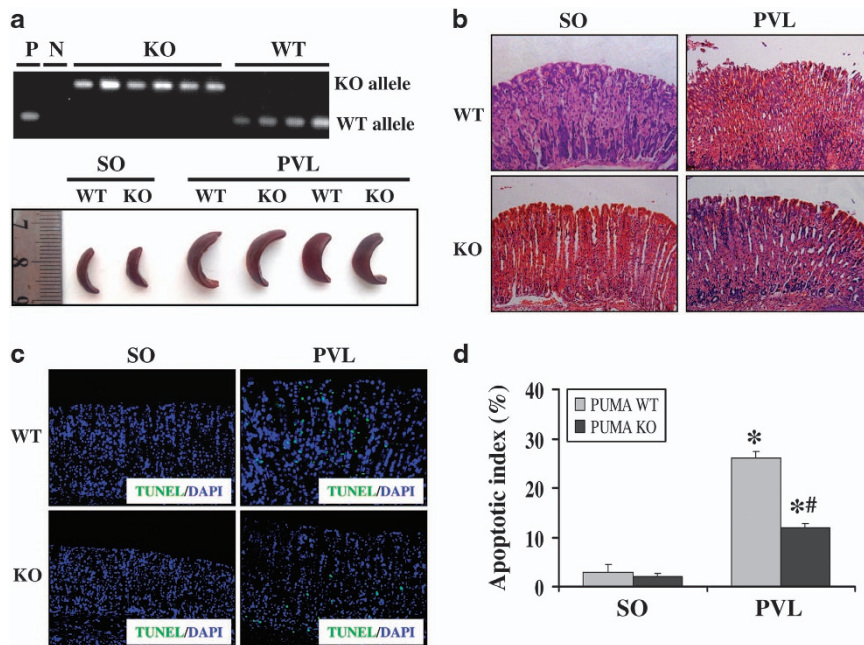 a
P N KO WT
KO allele
WT allele
SO PVL
WT KO WT KO WT KO
7
8
9
b
SO PVL
WT
KO
c
SO PVL
WT
TUNEL/DAPI TUNEL/DAPI
KO
TUNEL/DAPI TUNEL/DAPI
d
Apoptotic index (%)
40
30
20
10
0
PUMA WT
PUMA KO
*
*#
SO PVL